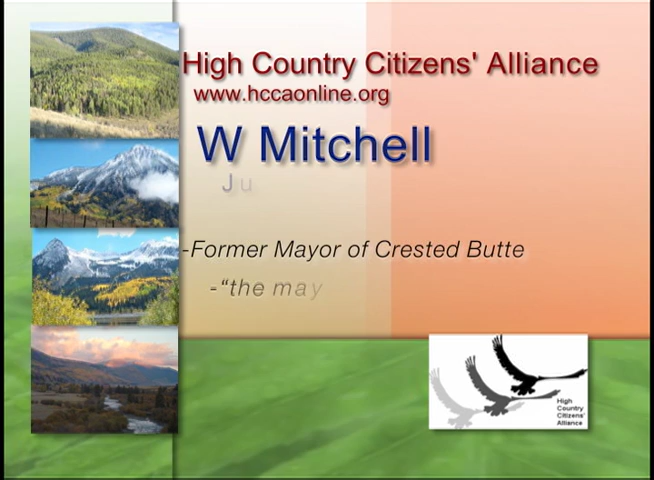 High Country Citizens' Alliance
www.hccaonline.org
W Mitchell
Ju
-Former Mayor of Crested Butte
-"the may
High
Country
Citizens'
Alliance